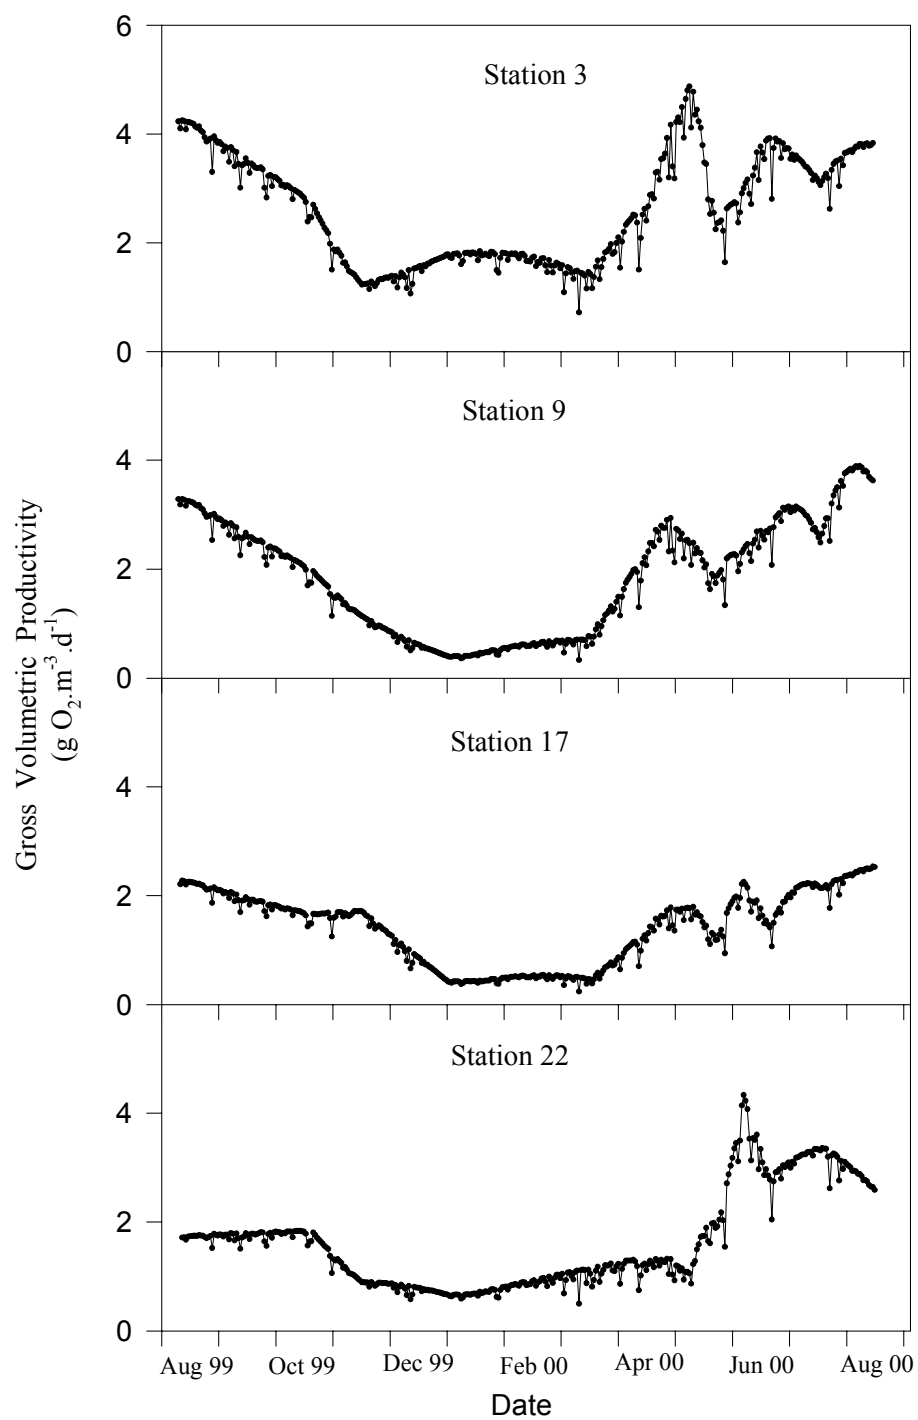 6
Station 3
4
2
0
Station 9
4
2
0
Station 17
4
2
0
Station 22
4
2
0
Gross Volumetric Productivity
(g O₂.m⁻³.d⁻¹)
Aug 99 Oct 99 Dec 99 Feb 00 Apr 00 Jun 00 Aug 00
Date